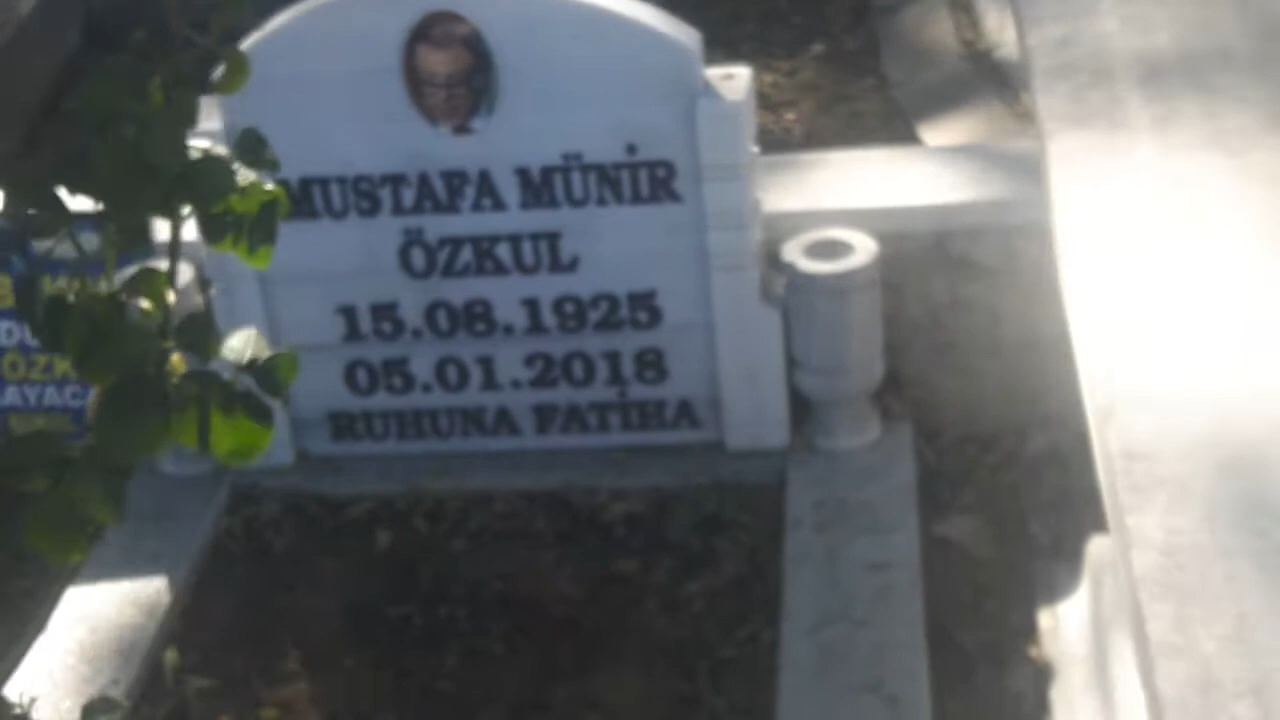 MUSTAFA MÜNİR
ÖZKUL
15.08.1925
05.01.2018
RUHUNA FATİHA